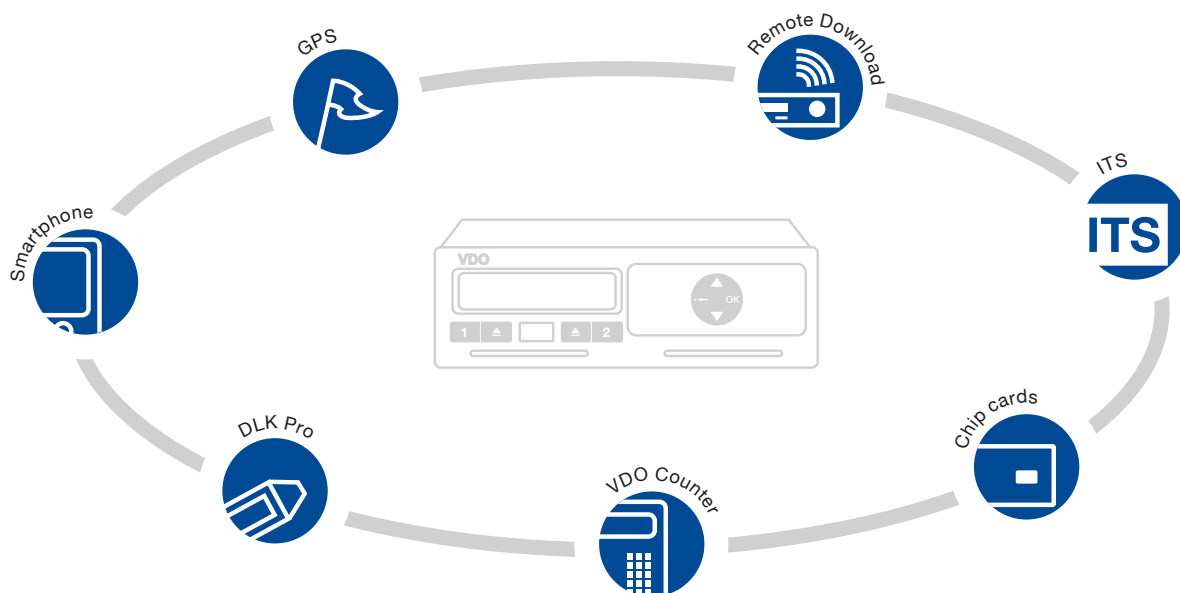 GPS
Remote Download
ITS
ITS
Smartphone
VDO
OK
1
2
DLK Pro
VDO Counter
Chip cards